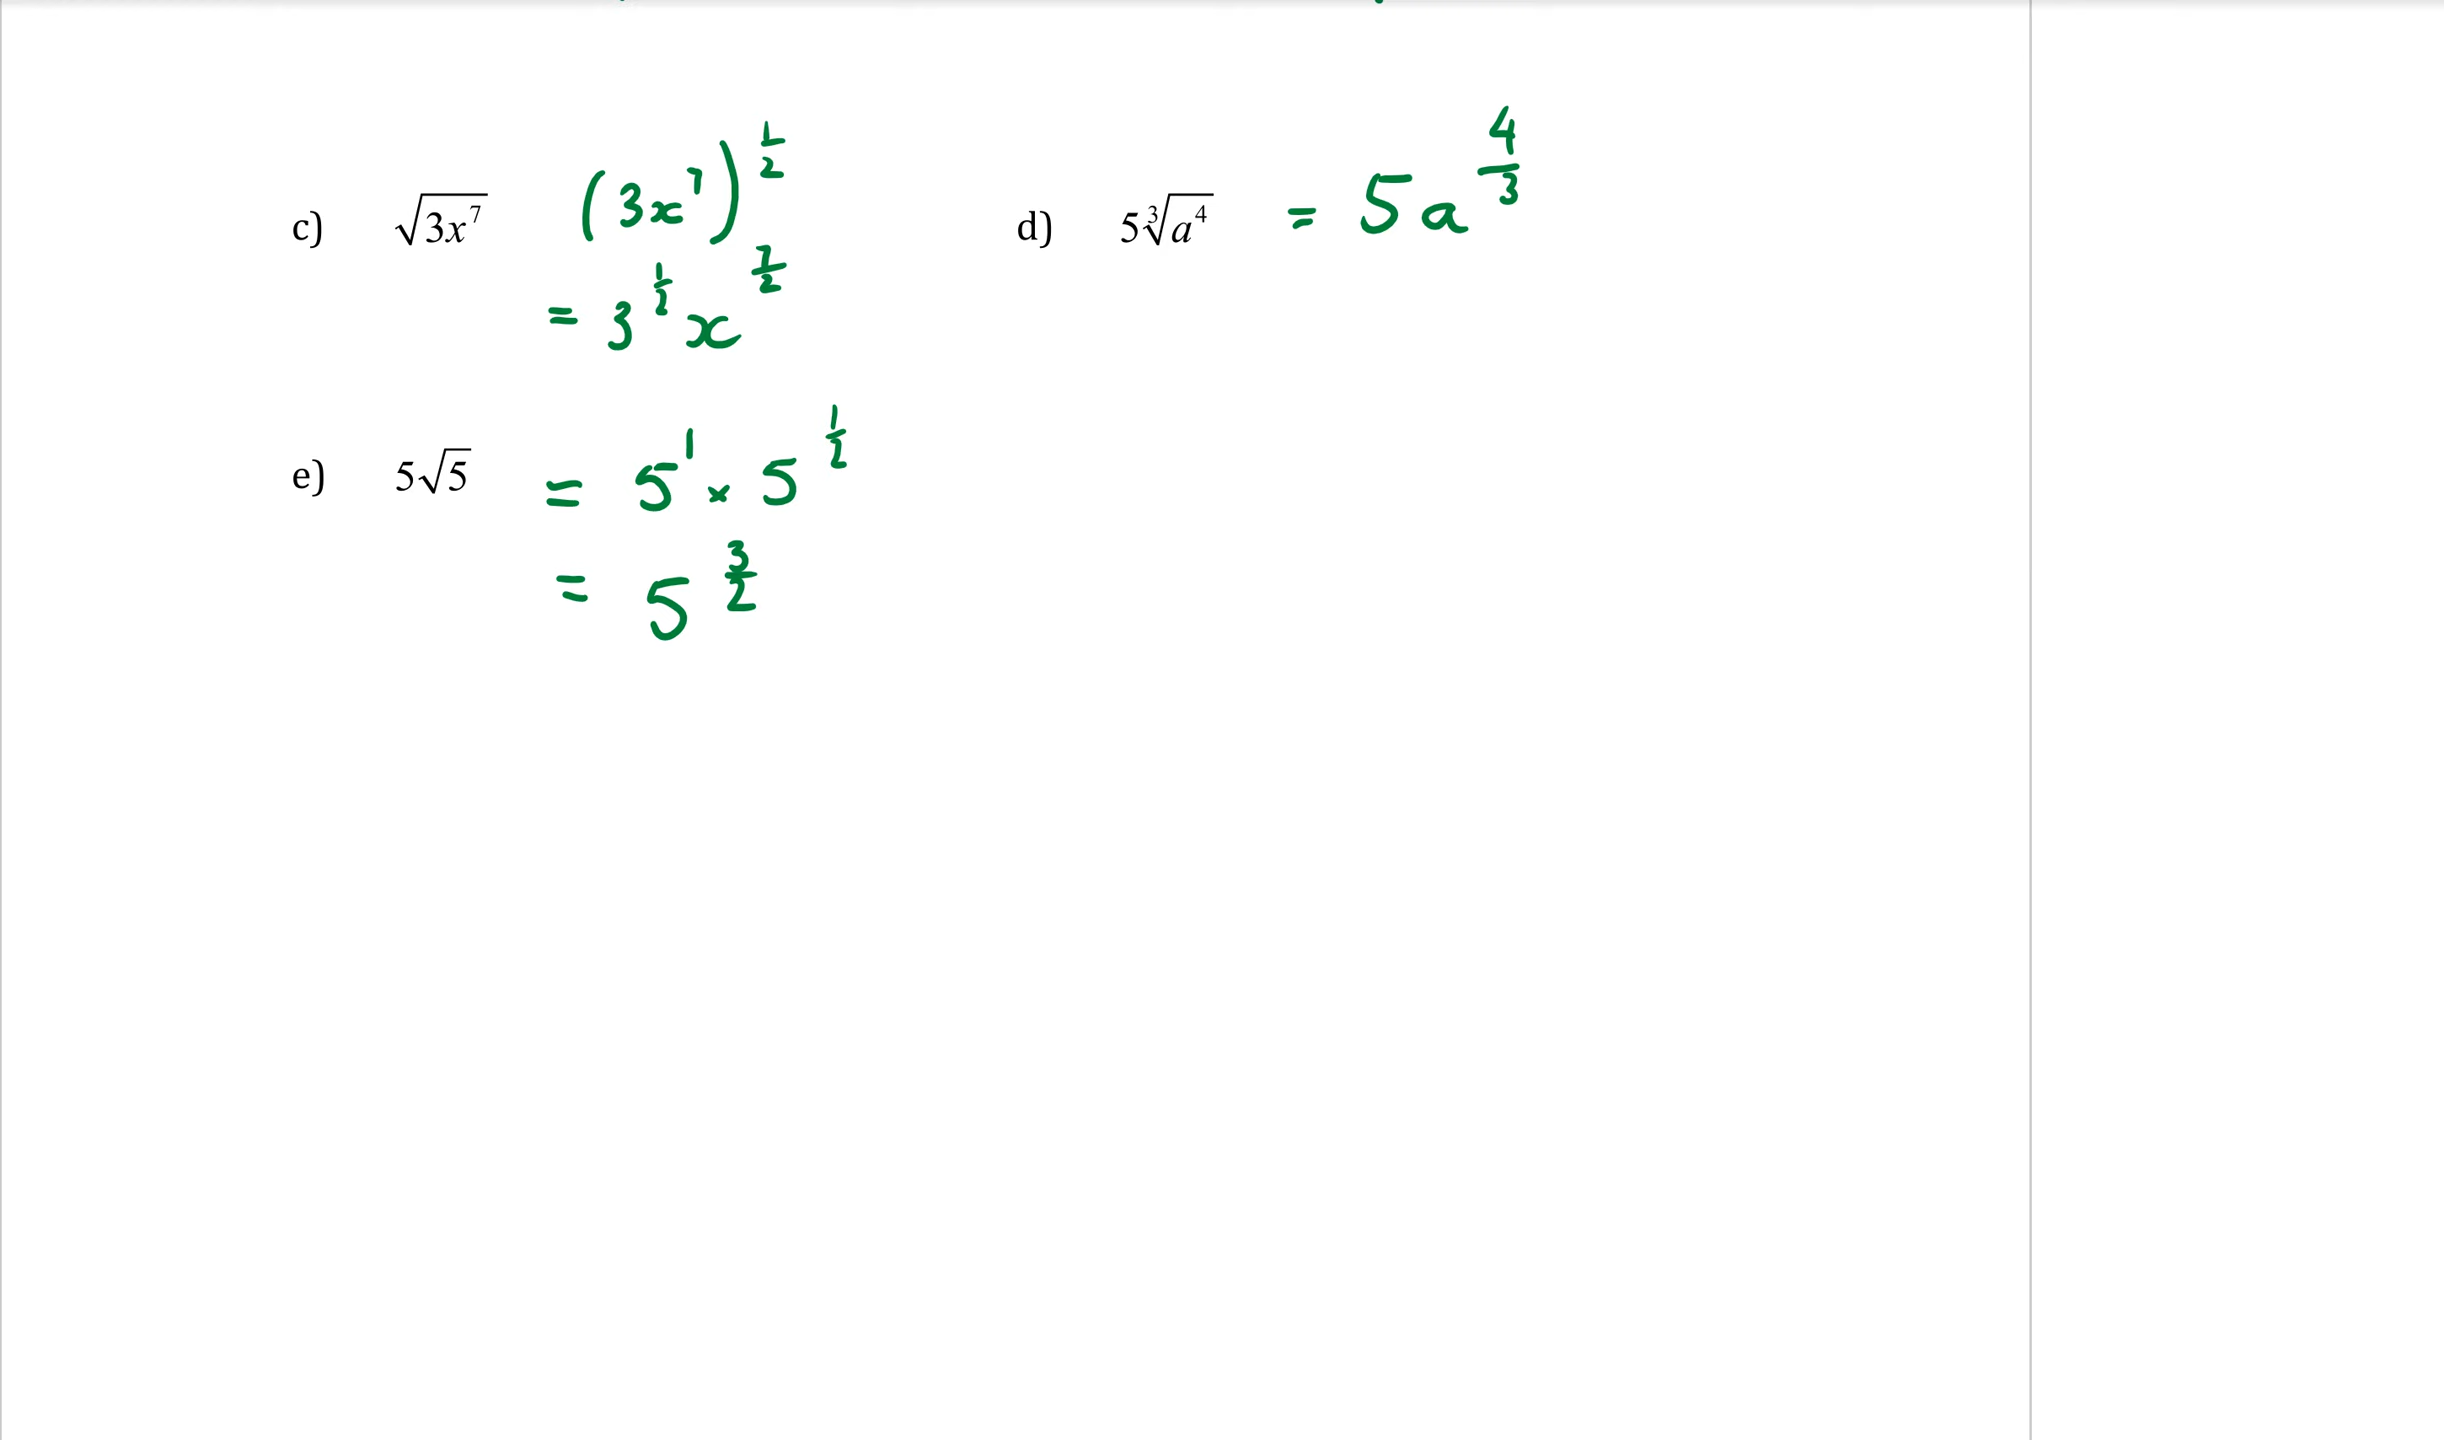 c) √(3x⁷) (3x⁷)^(1/2)
= 3^(1/2) x^(7/2)
d) 5∛(a⁴) = 5a^(4/3)
e) 5√5 = 5¹ × 5^(1/2)
= 5^(3/2)